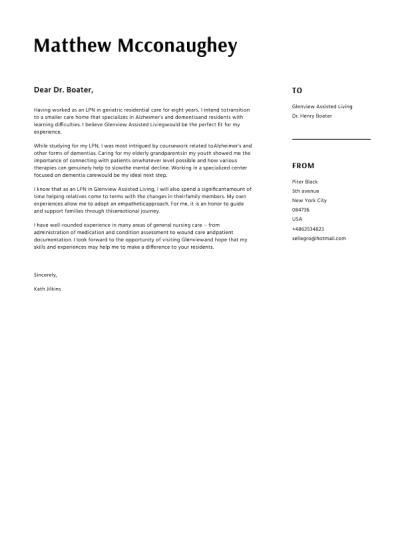 Matthew Mcconaughey
Dear Dr. Boater,
Having worked as an LPN in geriatric residential care for eight years, I intend totransition
to a smaller care home that specializes in Alzheimer's and dementiasand residents with
learning difficulties. I believe Glenview Assisted Livingwould be the perfect fit for my
experience.
While studying for my LPN, I was most intrigued by coursework related toAlzheimer's and
other forms of dementias. Caring for my elderly grandparentsin my youth showed me the
importance of connecting with patients onwhatever level possible and how various
therapies can genuinely help to slowthe mental decline. Working in a specialized center
focused on dementia carewould be my ideal next step.
I know that as an LPN in Glenview Assisted Living, I will also spend a significantamount of
time helping relatives come to terms with the changes in theirfamily members. My own
experiences allow me to adopt an empatheticapproach. For me, it is an honor to guide
and support families through thisemotional journey.
I have well-rounded experience in many areas of general nursing care – from
administration of medication and condition assessment to wound care andpatient
documentation. I look forward to the opportunity of visiting Glenviewand hope that my
skills and experiences may help me to make a difference to your residents.
Sincerely,
Kath Jilkins
TO
Glenview Assisted Living
Dr. Henry Boater
FROM
Piter Black
5th avenue
New York City
084736
USA
+4862534823
sellegro@hotmail.com